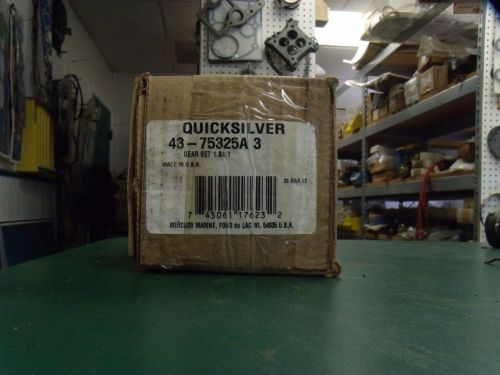 QUICKSILVER
43-75325A 3
GEAR SET 1.84:1
MADE IN U.S.A.
7 45061 17623 2
MERCURY MARINE, FOND du LAC WI. 54935 U.S.A.